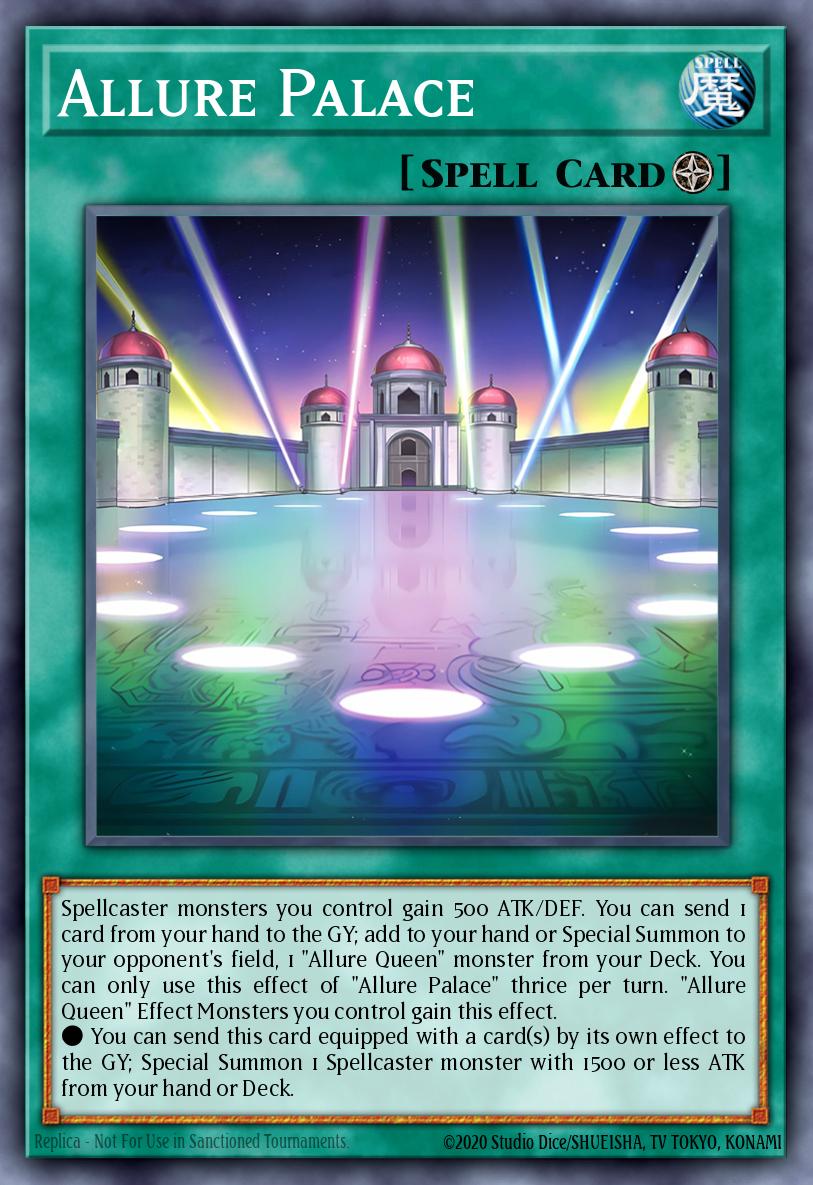 Allure Palace
SPELL
魔
[Spell Card]
Spellcaster monsters you control gain 500 ATK/DEF. You can send 1
card from your hand to the GY; add to your hand or Special Summon to
your opponent's field, 1 "Allure Queen" monster from your Deck. You
can only use this effect of "Allure Palace" thrice per turn. "Allure
Queen" Effect Monsters you control gain this effect.
● You can send this card equipped with a card(s) by its own effect to
the GY; Special Summon 1 Spellcaster monster with 1500 or less ATK
from your hand or Deck.
Replica - Not For Use in Sanctioned Tournaments.
©2020 Studio Dice/SHUEISHA, TV TOKYO, KONAMI